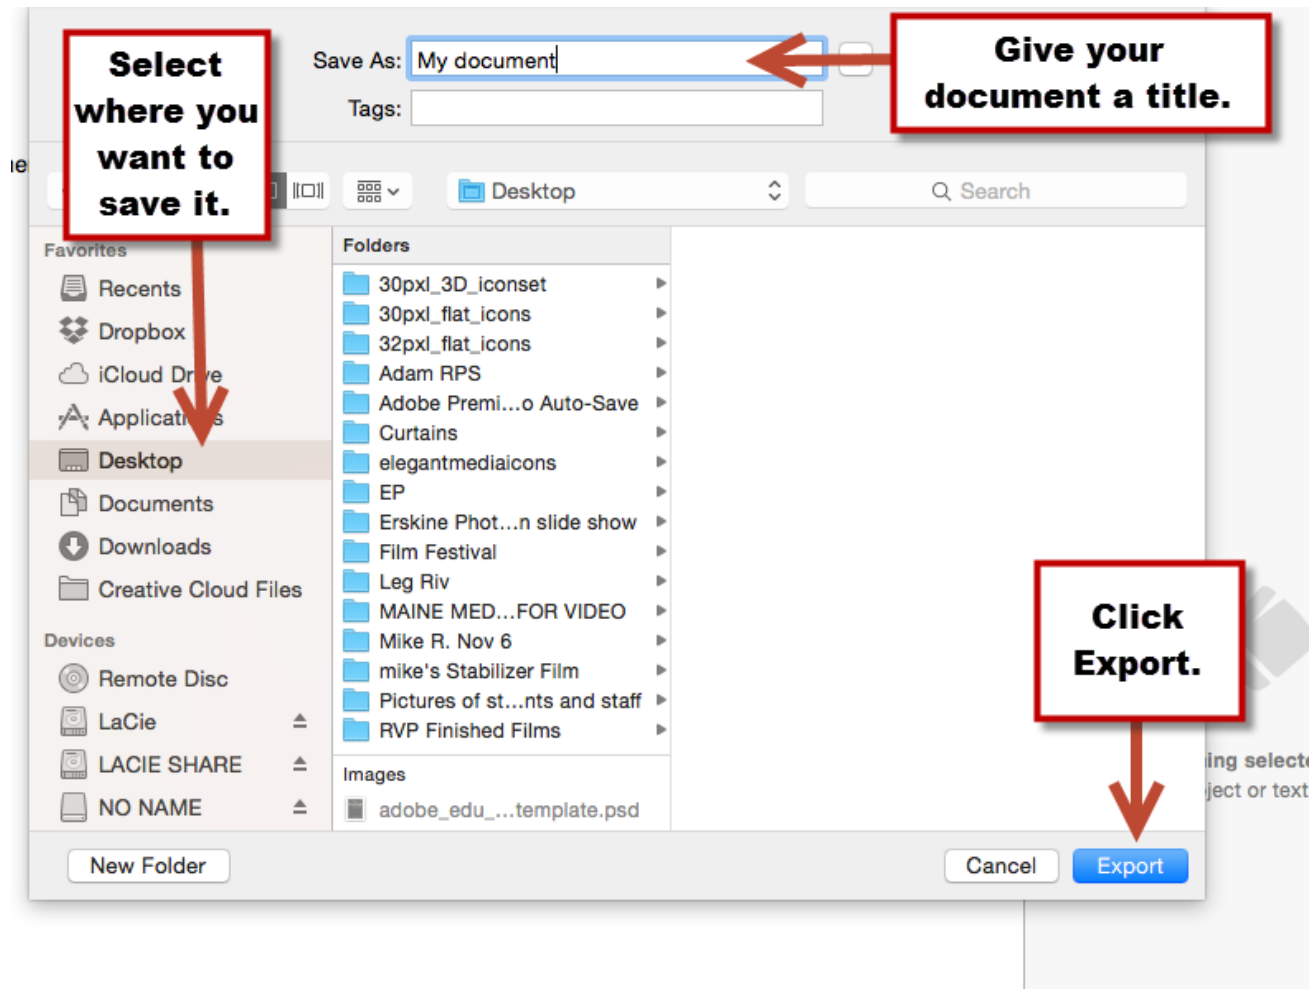 Select
where you
want to
save it.
Save As: My document
Give your
document a title.
Tags:
Desktop
Search
Favorites
Recents
Dropbox
iCloud Dr ve
Applicat s
Desktop
Documents
Downloads
Creative Cloud Files
Devices
Remote Disc
LaCie
LACIE SHARE
NO NAME
Folders
30pxl_3D_iconset
30pxl_flat_icons
32pxl_flat_icons
Adam RPS
Adobe Premi...o Auto-Save
Curtains
elegantmediaicons
EP
Erskine Phot...n slide show
Film Festival
Leg Riv
MAINE MED...FOR VIDEO
Mike R. Nov 6
mike's Stabilizer Film
Pictures of st...nts and staff
RVP Finished Films
Images
adobe_edu_...template.psd
Click
Export.
ing selecte
ject or text
New Folder
Cancel
Export